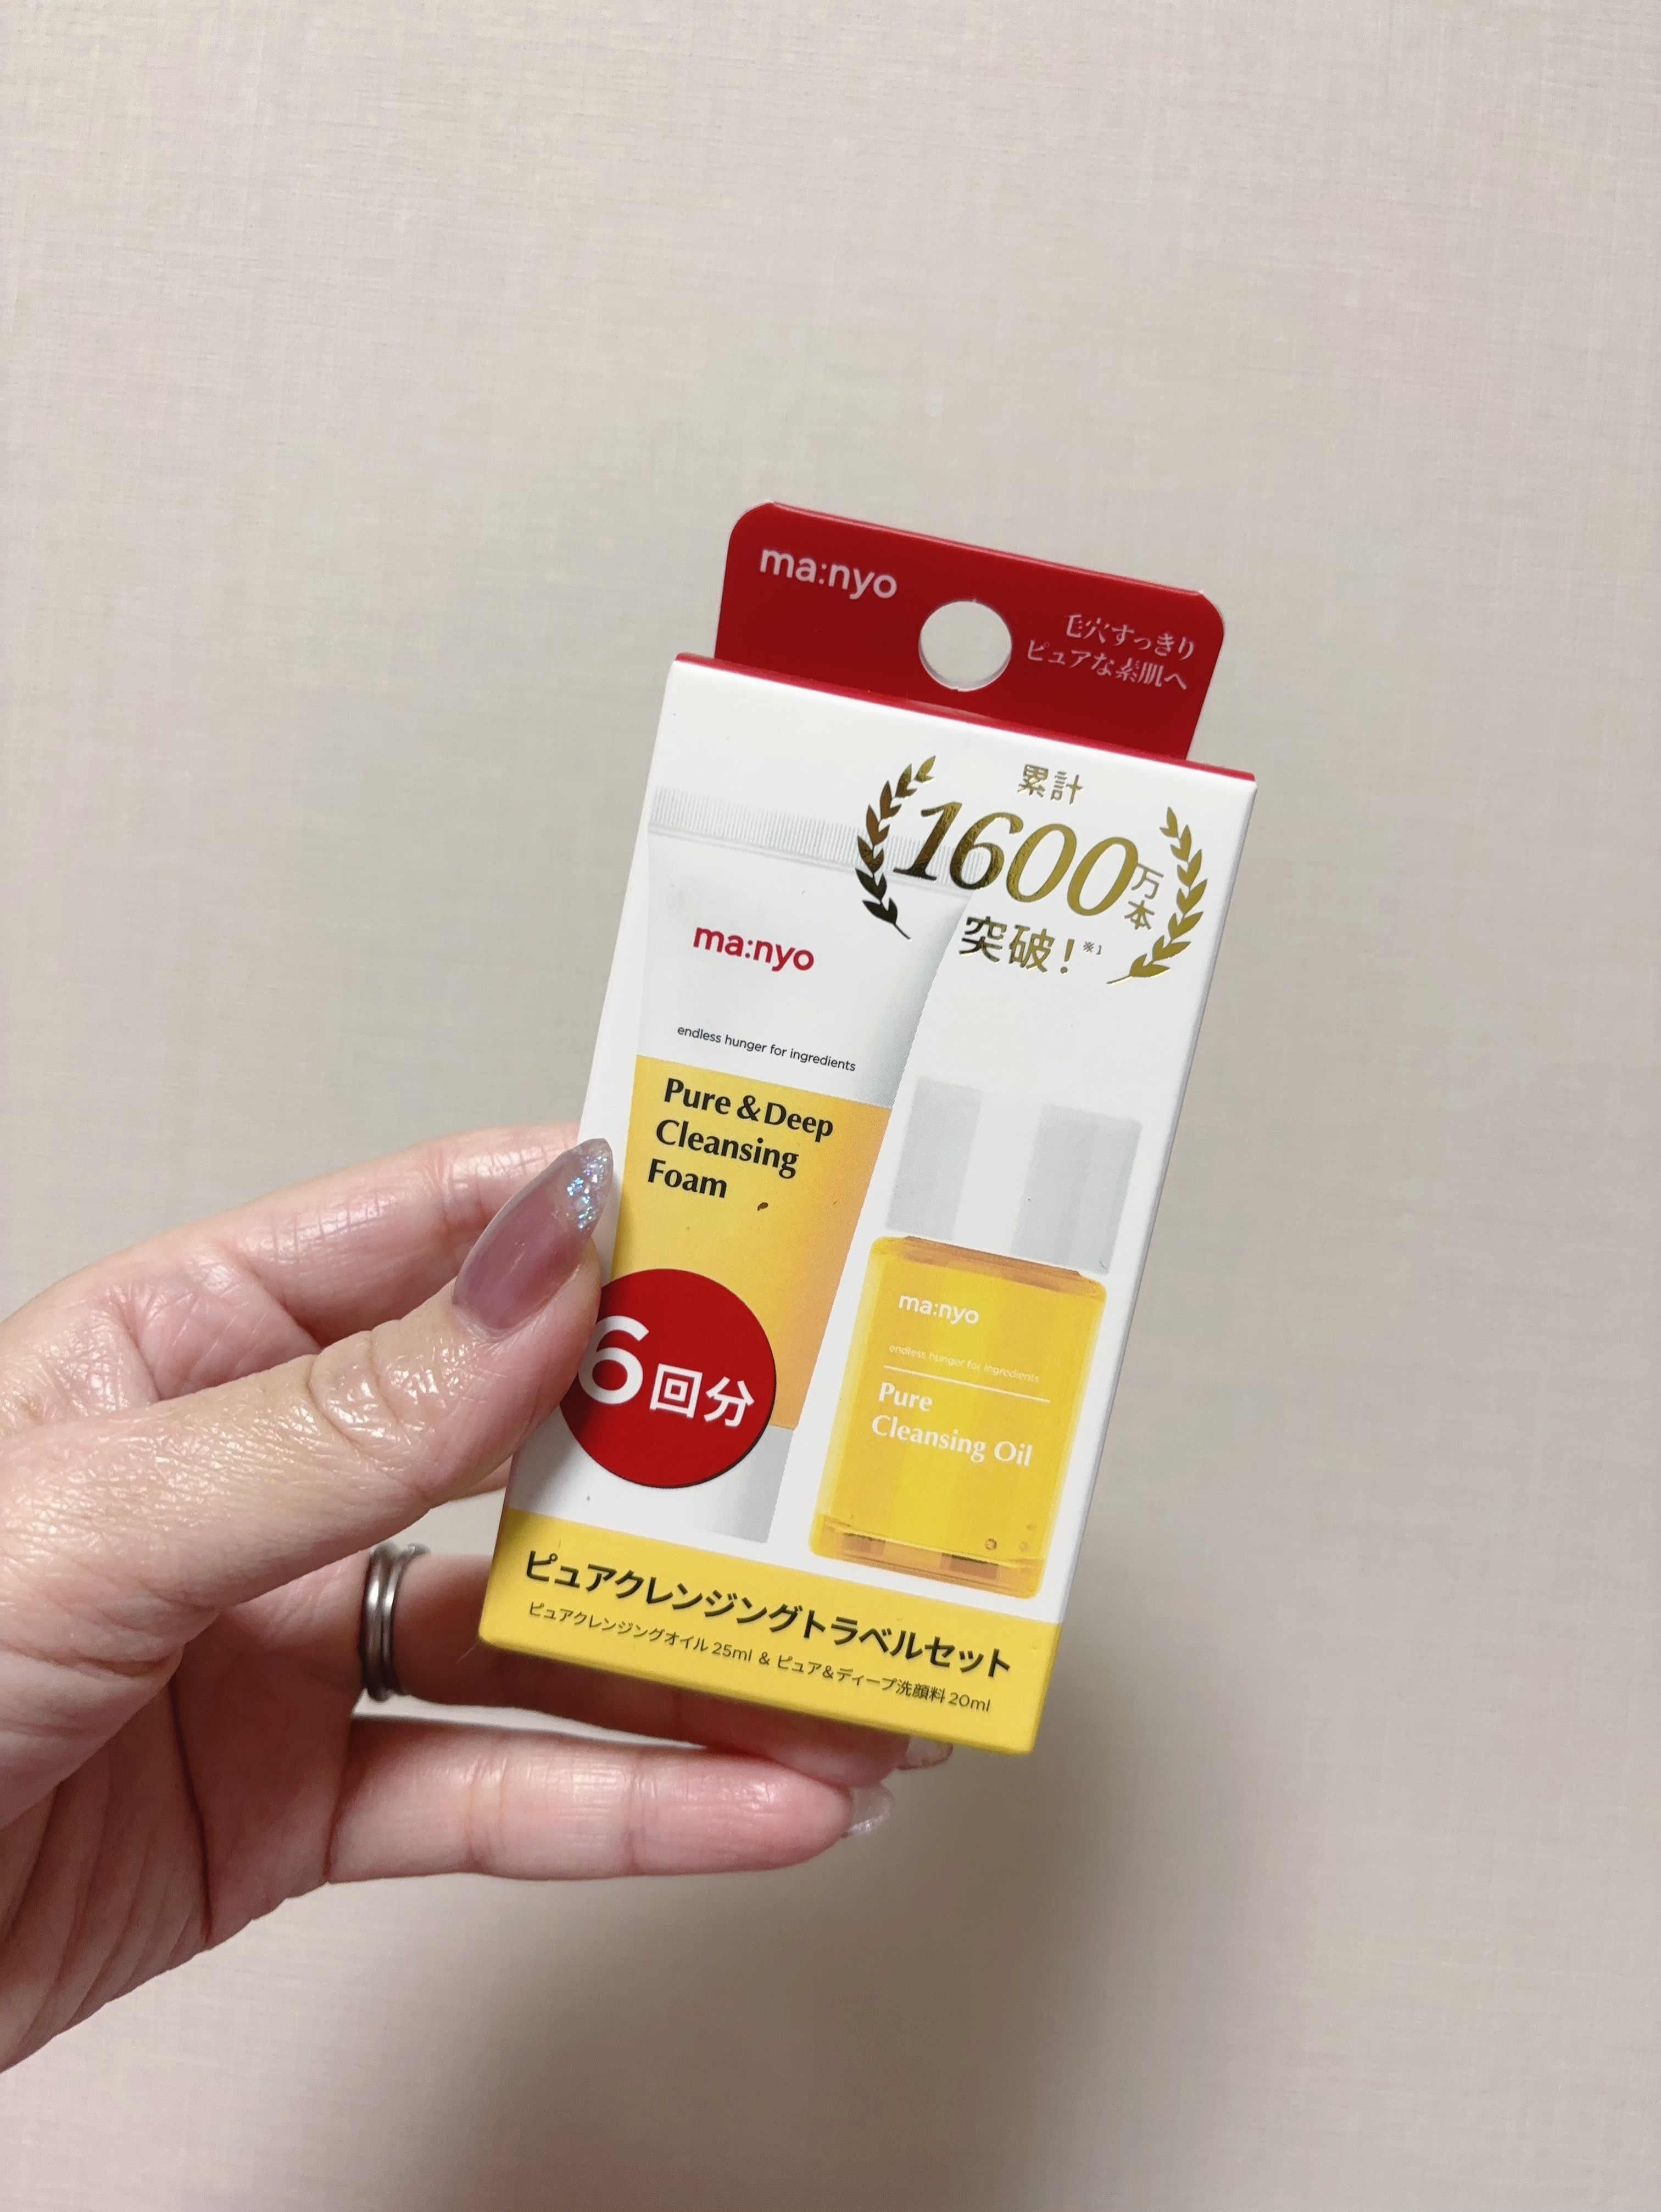 ma:nyo
毛穴すっきり
ピュアな素肌へ
累計
1600万本
突破！※1
ma:nyo
endless hunger for ingredients
Pure & Deep
Cleansing
Foam
6回分
ma:nyo
endless hunger for ingredients
Pure
Cleansing Oil
ピュアクレンジングトラベルセット
ピュアクレンジングオイル 25ml & ピュア&ディープ洗顔料 20ml